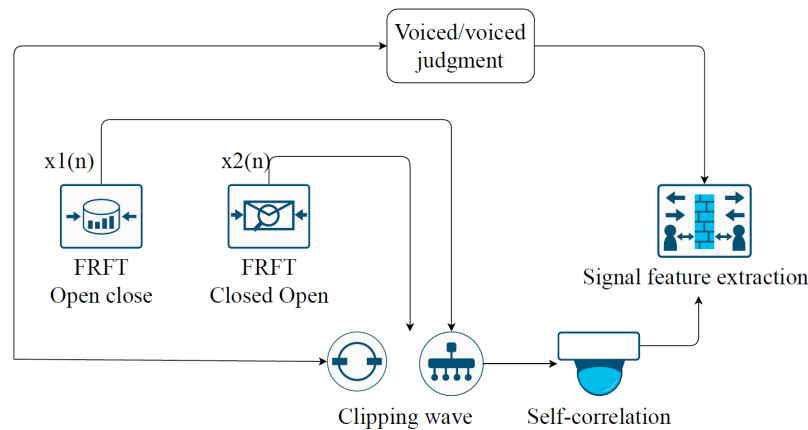 Voiced/voiced
judgment
x1(n)
x2(n)
FRFT
Open close
FRFT
Closed Open
Signal feature extraction
Clipping wave
Self-correlation